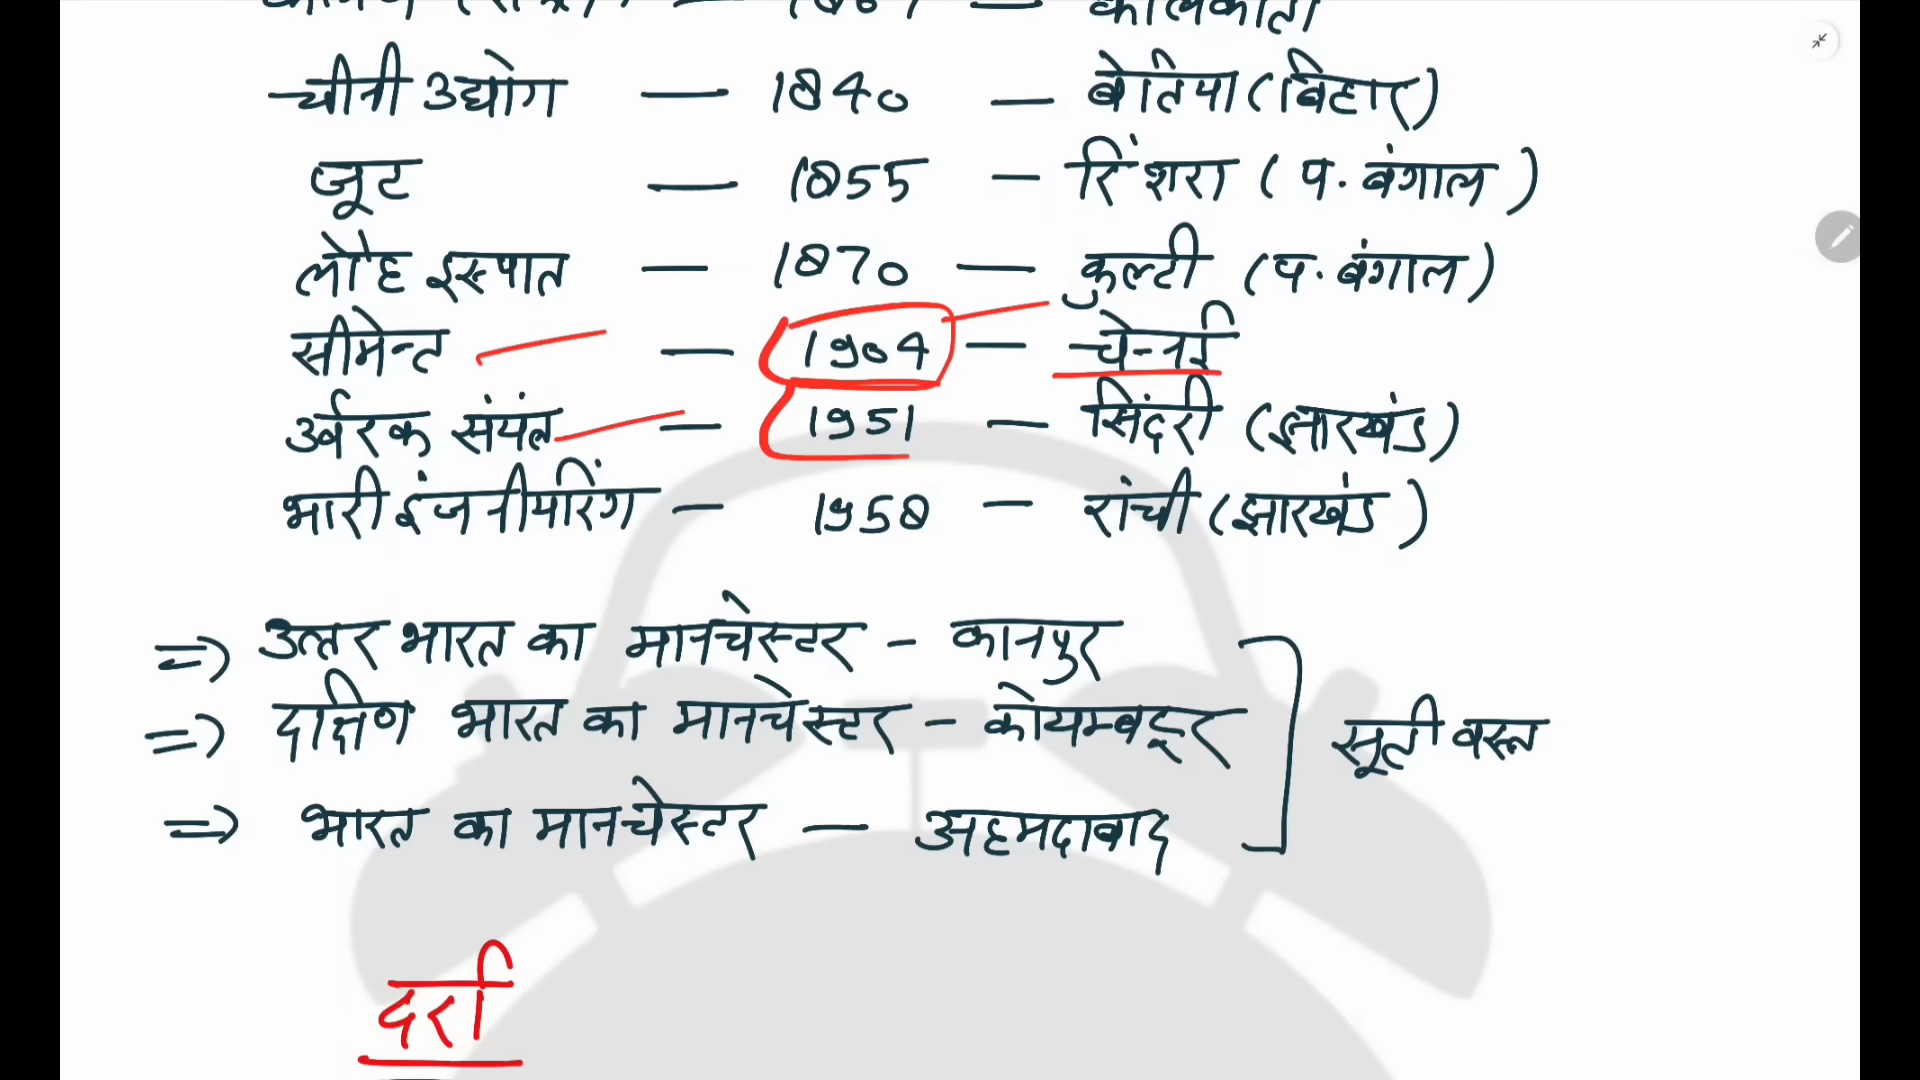 चीनी उद्योग — 1840 — बेतिया (बिहार)
जूट — 1855 — रिशरा (प. बंगाल)
लौह इस्पात — 1870 — कुल्टी (प. बंगाल)
सीमेन्ट — 1904 — चेन्नई
उर्वरक संयंत्र — 1951 — सिंदरी (झारखंड)
भारी इंजनीयरिंग — 1958 — रांची (झारखंड)
=> उत्तर भारत का मानचेस्टर - कानपुर
=> दक्षिण भारत का मानचेस्टर - कोयम्बटूर
सूती वस्त्र
=> भारत का मानचेस्टर — अहमदाबाद
दर्रा